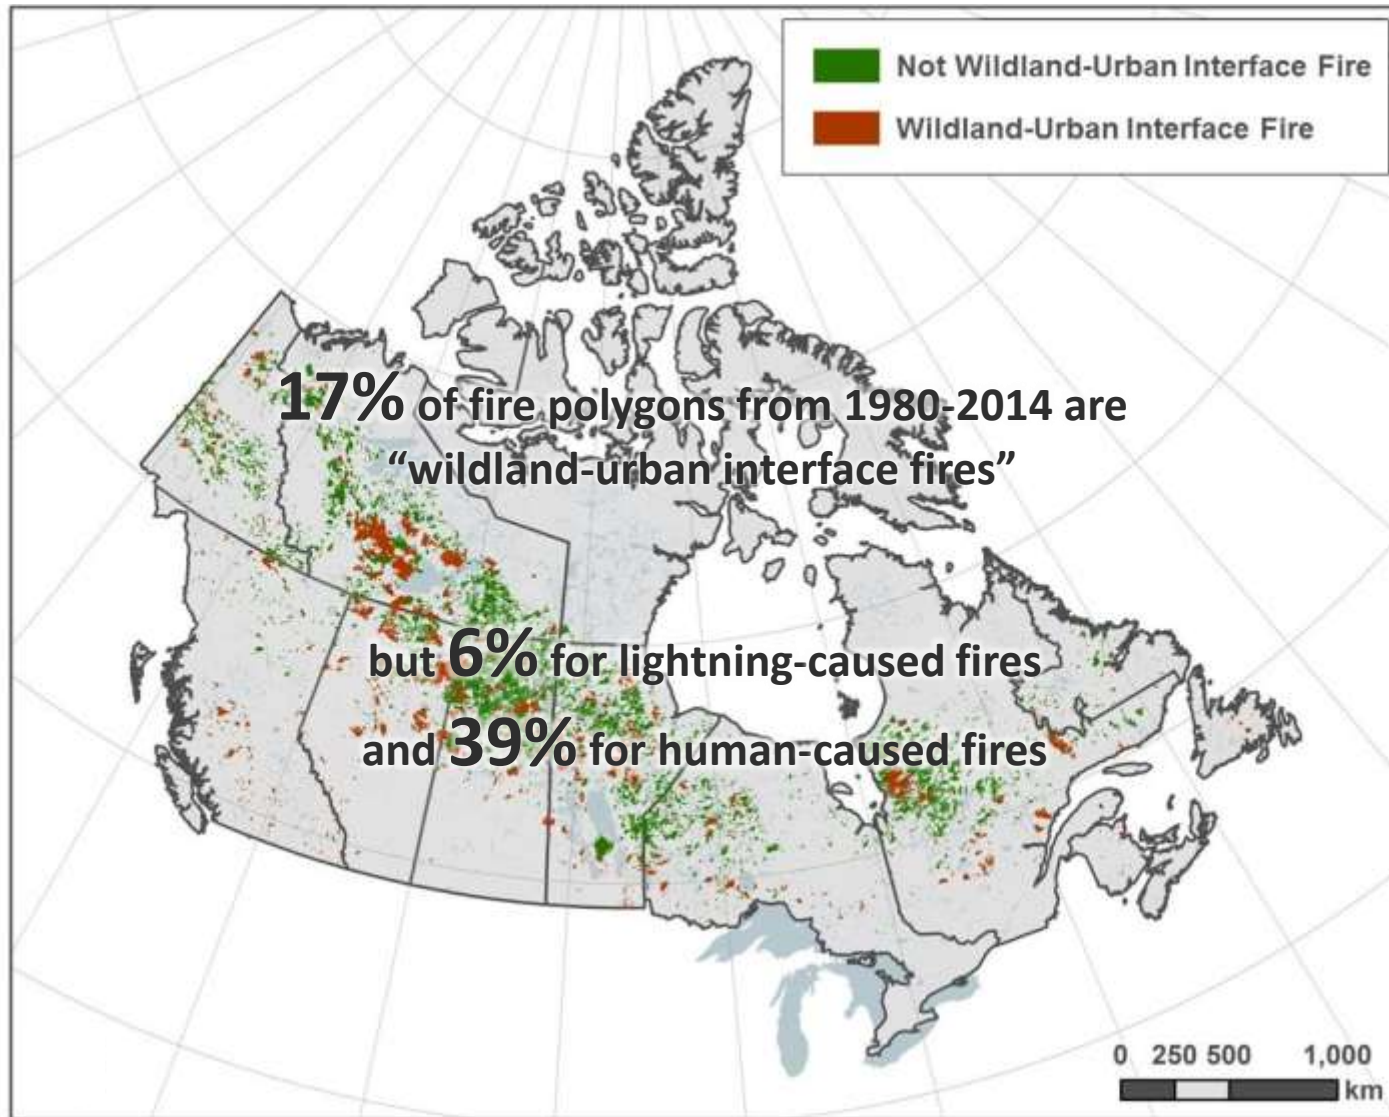 Not Wildland-Urban Interface Fire
Wildland-Urban Interface Fire
17% of fire polygons from 1980-2014 are
“wildland-urban interface fires”
but 6% for lightning-caused fires
and 39% for human-caused fires
0 250 500 1,000
km